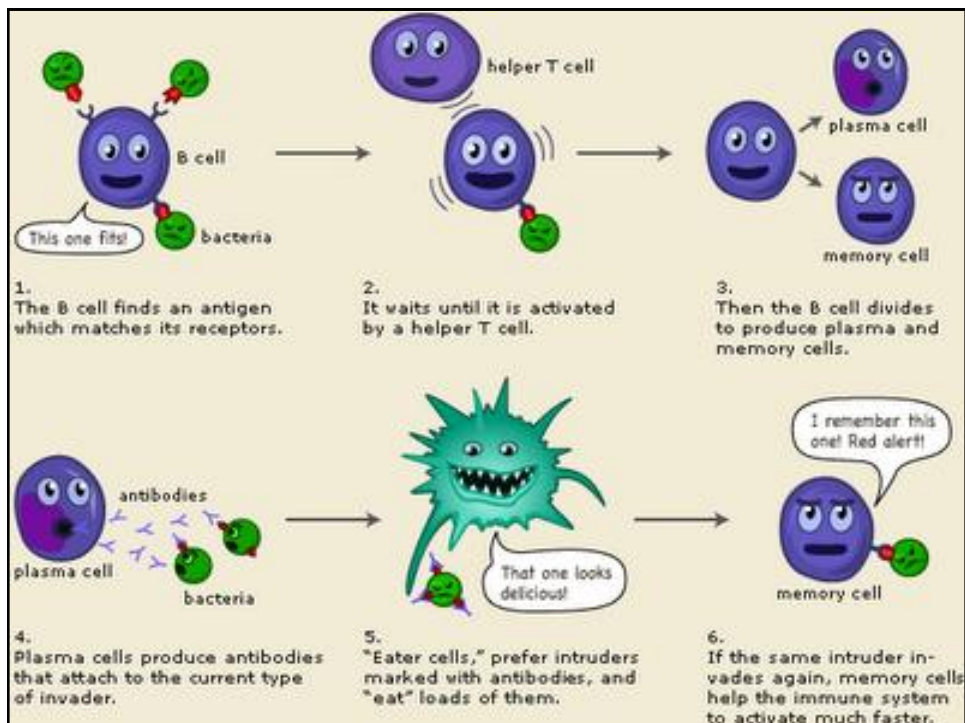 helper T cell
B cell
This one fits!
bacteria
plasma cell
memory cell
1.
The B cell finds an antigen
which matches its receptors.
2.
It waits until it is activated
by a helper T cell.
3.
Then the B cell divides
to produce plasma and
memory cells.
antibodies
plasma cell
bacteria
That one looks
delicious!
I remember this
one! Red alert!
memory cell
4.
Plasma cells produce antibodies
that attach to the current type
of invader.
5.
"Eater cells," prefer intruders
marked with antibodies, and
"eat" loads of them.
6.
If the same intruder in-
vades again, memory cells
help the immune system
to activate much faster.